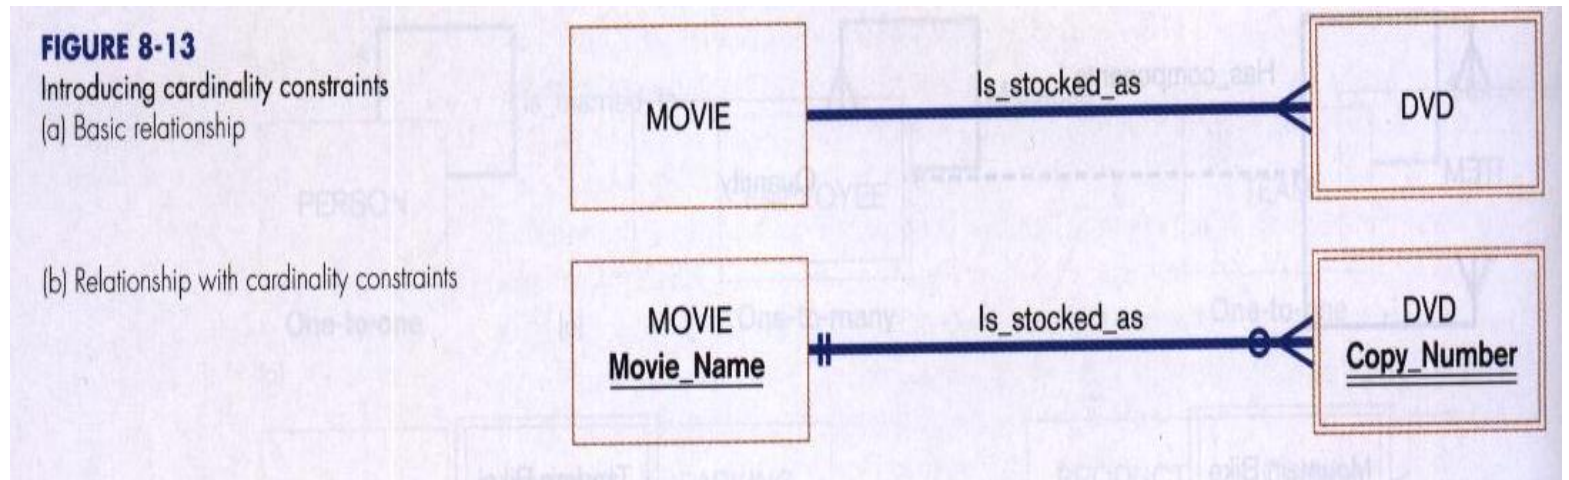 FIGURE 8-13
Introducing cardinality constraints
(a) Basic relationship
MOVIE
Is_stocked_as
DVD
(b) Relationship with cardinality constraints
MOVIE
Movie_Name
Is_stocked_as
DVD
Copy_Number